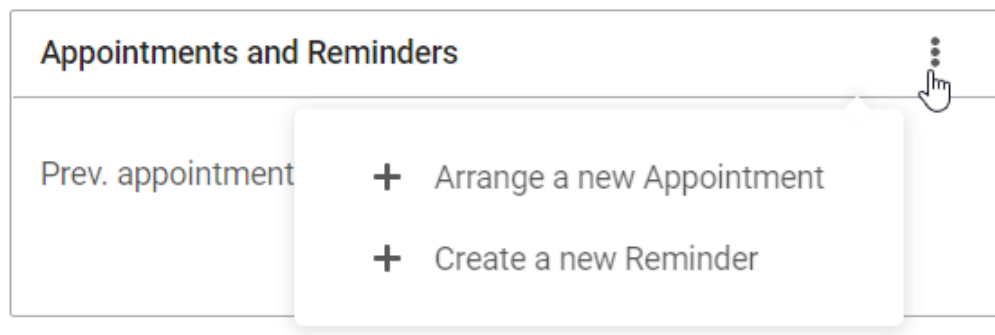 Appointments and Reminders
Prev. appointment
Arrange a new Appointment
Create a new Reminder